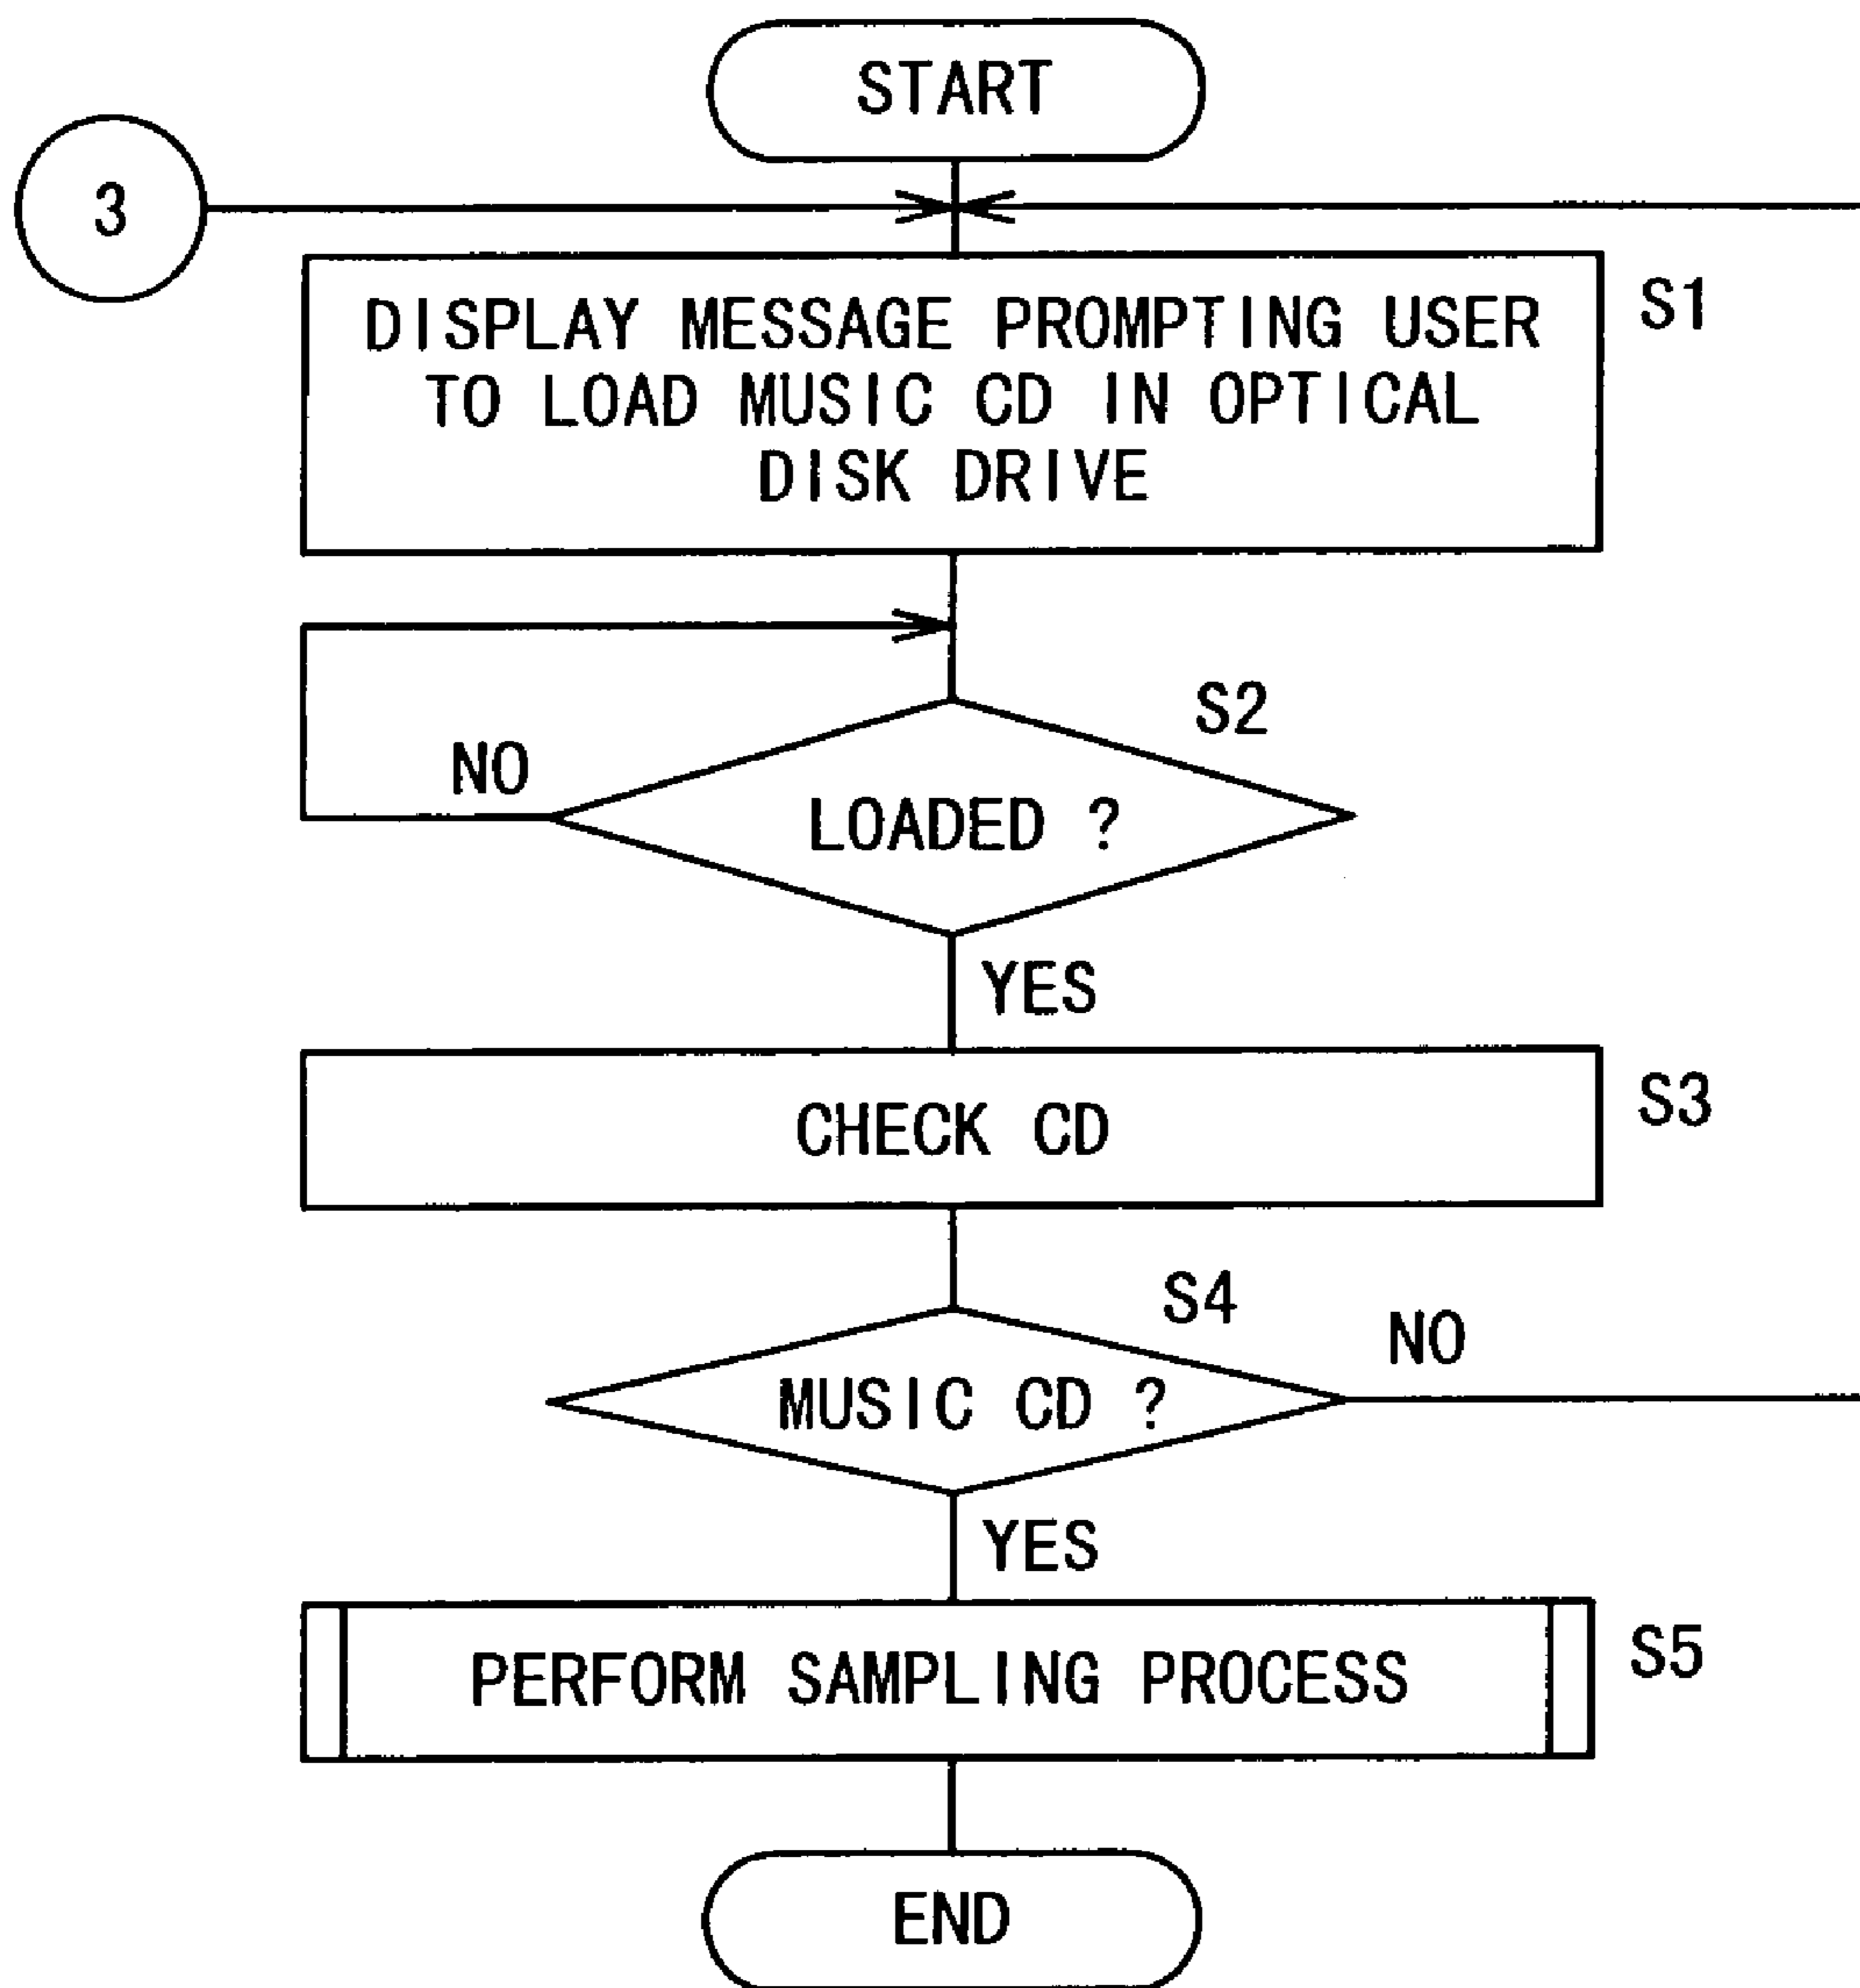 START
3
DISPLAY MESSAGE PROMPTING USER
TO LOAD MUSIC CD IN OPTICAL
DISK DRIVE
S1
S2
NO
LOADED ?
YES
CHECK CD
S3
S4
NO
MUSIC CD ?
YES
PERFORM SAMPLING PROCESS
S5
END